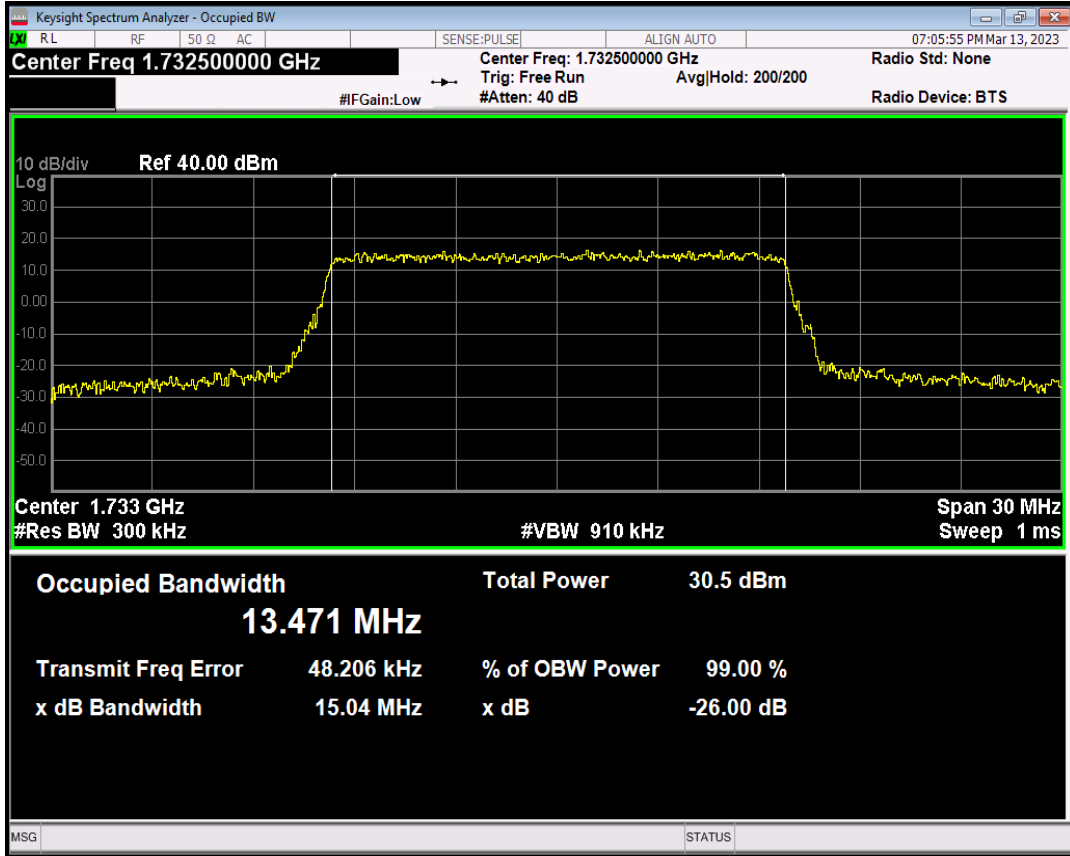 Keysight Spectrum Analyzer - Occupied BW
LXI RL RF 50 Ω AC SENSE:PULSE ALIGN AUTO 07:05:55 PM Mar 13, 2023
Center Freq 1.732500000 GHz Center Freq: 1.732500000 GHz Radio Std: None
Trig: Free Run Avg|Hold: 200/200
#IFGain:Low #Atten: 40 dB Radio Device: BTS
10 dB/div Ref 40.00 dBm
Log
30.0
20.0
10.0
0.00
-10.0
-20.0
-30.0
-40.0
-50.0
Center 1.733 GHz Span 30 MHz
#Res BW 300 kHz #VBW 910 kHz Sweep 1 ms
Occupied Bandwidth Total Power 30.5 dBm
13.471 MHz
Transmit Freq Error 48.206 kHz % of OBW Power 99.00 %
x dB Bandwidth 15.04 MHz x dB -26.00 dB
MSG STATUS